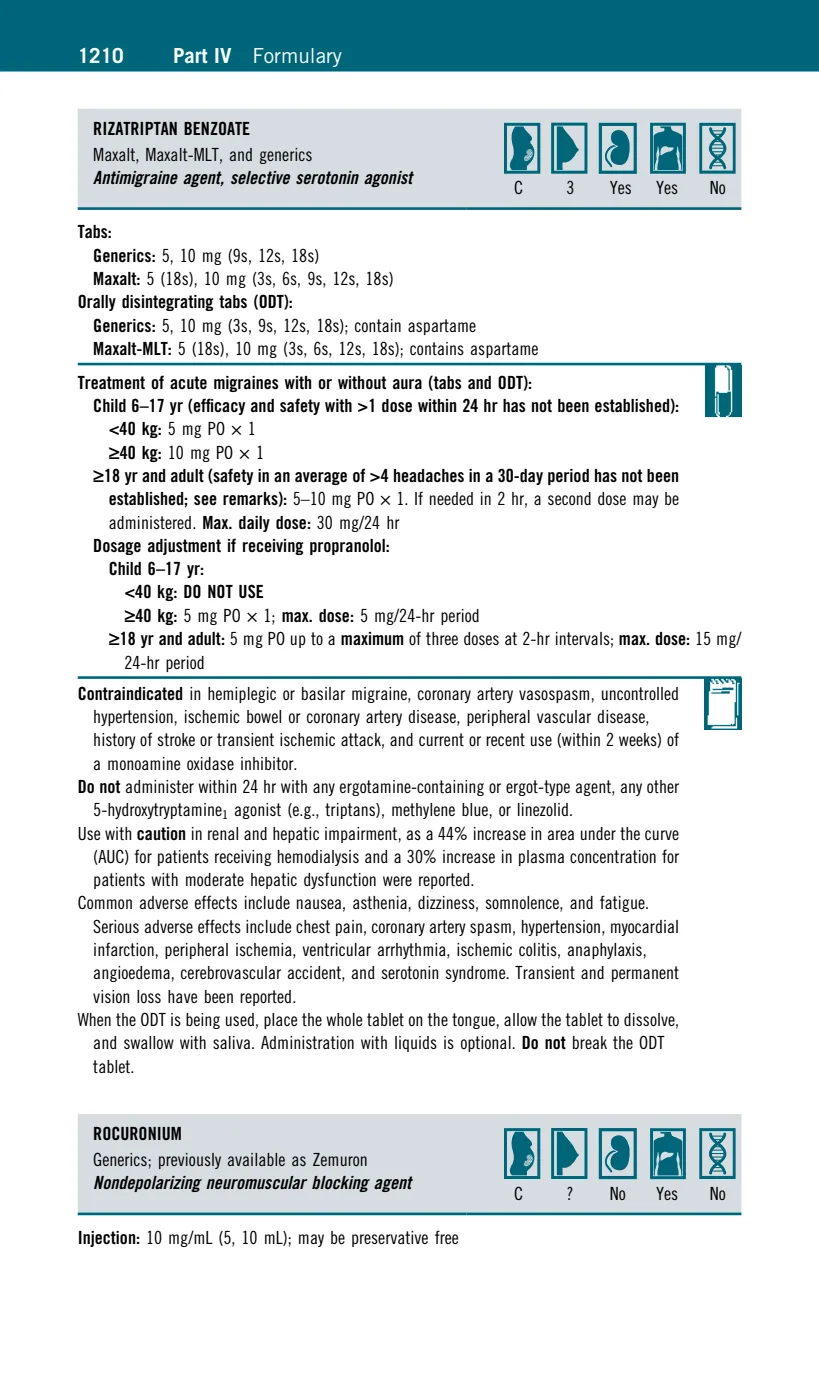 1210 Part IV Formulary
RIZATRIPTAN BENZOATE
Maxalt, Maxalt-MLT, and generics
Antimigraine agent, selective serotonin agonist
C 3 Yes Yes No
Tabs:
Generics: 5, 10 mg (9s, 12s, 18s)
Maxalt: 5 (18s), 10 mg (3s, 6s, 9s, 12s, 18s)
Orally disintegrating tabs (ODT):
Generics: 5, 10 mg (3s, 9s, 12s, 18s); contain aspartame
Maxalt-MLT: 5 (18s), 10 mg (3s, 6s, 12s, 18s); contains aspartame
Treatment of acute migraines with or without aura (tabs and ODT):
Child 6–17 yr (efficacy and safety with >1 dose within 24 hr has not been established):
<40 kg: 5 mg PO × 1
≥40 kg: 10 mg PO × 1
≥18 yr and adult (safety in an average of >4 headaches in a 30-day period has not been
established; see remarks): 5–10 mg PO × 1. If needed in 2 hr, a second dose may be
administered. Max. daily dose: 30 mg/24 hr
Dosage adjustment if receiving propranolol:
Child 6–17 yr:
<40 kg: DO NOT USE
≥40 kg: 5 mg PO × 1; max. dose: 5 mg/24-hr period
≥18 yr and adult: 5 mg PO up to a maximum of three doses at 2-hr intervals; max. dose: 15 mg/
24-hr period
Contraindicated in hemiplegic or basilar migraine, coronary artery vasospasm, uncontrolled
hypertension, ischemic bowel or coronary artery disease, peripheral vascular disease,
history of stroke or transient ischemic attack, and current or recent use (within 2 weeks) of
a monoamine oxidase inhibitor.
Do not administer within 24 hr with any ergotamine-containing or ergot-type agent, any other
5-hydroxytryptamine₁ agonist (e.g., triptans), methylene blue, or linezolid.
Use with caution in renal and hepatic impairment, as a 44% increase in area under the curve
(AUC) for patients receiving hemodialysis and a 30% increase in plasma concentration for
patients with moderate hepatic dysfunction were reported.
Common adverse effects include nausea, asthenia, dizziness, somnolence, and fatigue.
Serious adverse effects include chest pain, coronary artery spasm, hypertension, myocardial
infarction, peripheral ischemia, ventricular arrhythmia, ischemic colitis, anaphylaxis,
angioedema, cerebrovascular accident, and serotonin syndrome. Transient and permanent
vision loss have been reported.
When the ODT is being used, place the whole tablet on the tongue, allow the tablet to dissolve,
and swallow with saliva. Administration with liquids is optional. Do not break the ODT
tablet.
ROCURONIUM
Generics; previously available as Zemuron
Nondepolarizing neuromuscular blocking agent
C ? No Yes No
Injection: 10 mg/mL (5, 10 mL); may be preservative free